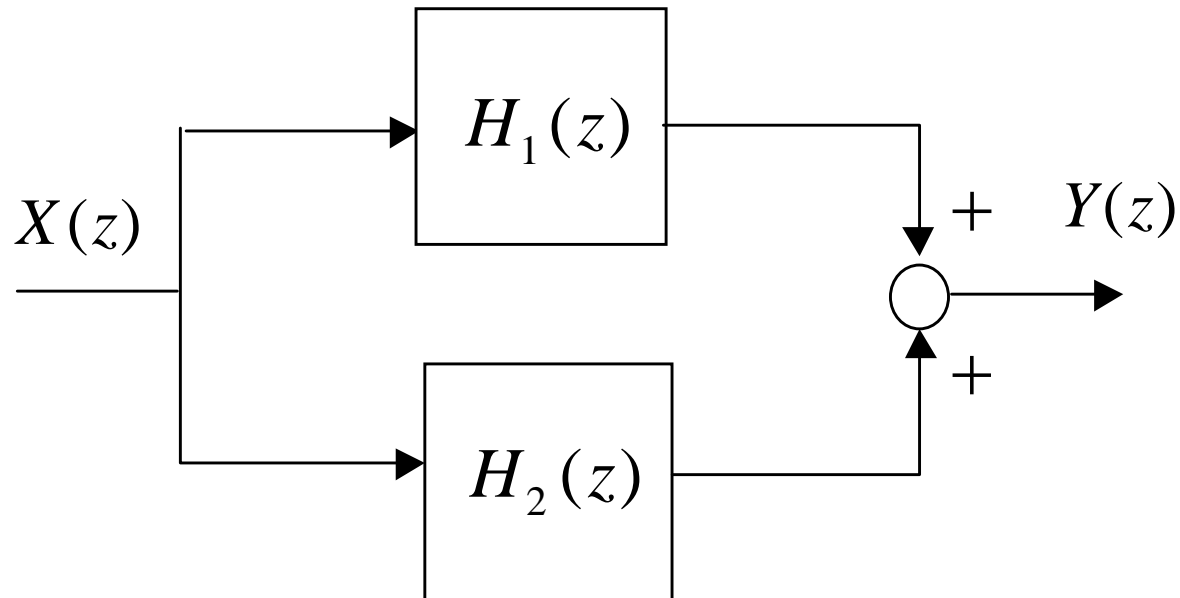 H₁(z)
X(z)
+
Y(z)
+
H₂(z)